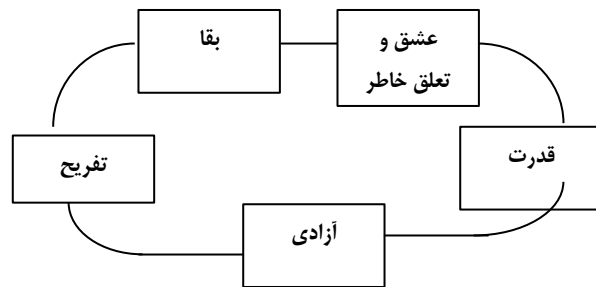 بقا
عشق و
تعلق خاطر
قدرت
تفریح
آزادی